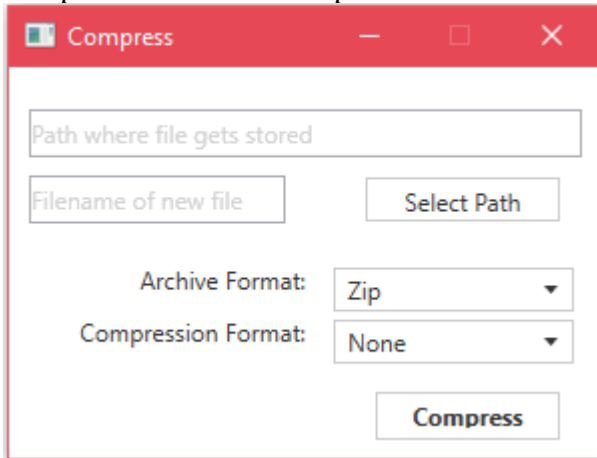 Compress
Path where file gets stored
Filename of new file
Select Path
Archive Format:
Zip
Compression Format:
None
Compress